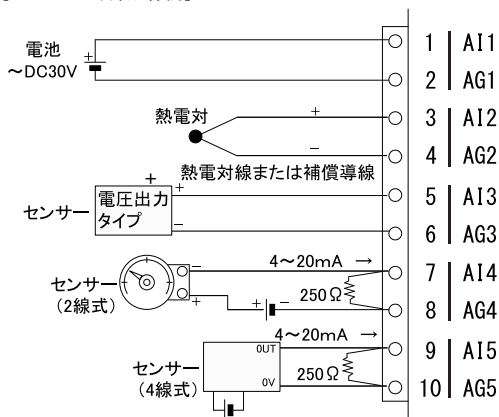 電池
~DC30V
+
1 AI1
2 AG1
熱電対
+
3 AI2
−
4 AG2
熱電対線または補償導線
センサー
+
電圧出力
タイプ
+
−
5 AI3
6 AG3
センサー
(2線式)
−
+
4~20mA →
+ −
250Ω
7 AI4
8 AG4
センサー
(4線式)
OUT
0V
4~20mA →
250Ω
9 AI5
10 AG5